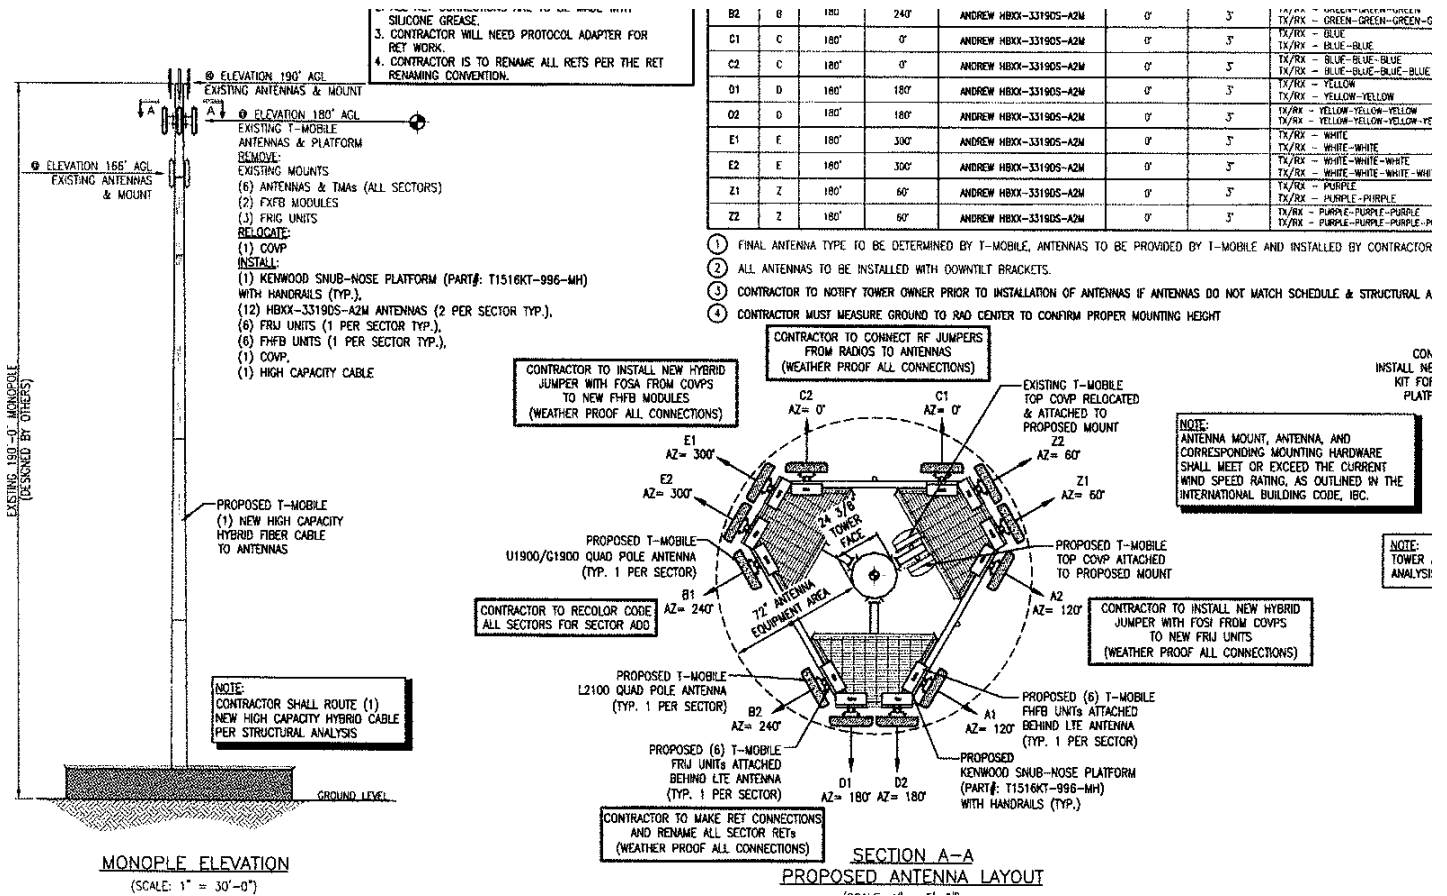 SILICONE GREASE.
3. CONTRACTOR WILL NEED PROTOCOL ADAPTER FOR
RET WORK.
4. CONTRACTOR IS TO RENAME ALL RETS PER THE RET
RENAMING CONVENTION.
B2 B 180' 240° ANDREW HBXX-3319DS-A2M 0° 3° TX/RX - GREEN-GREEN-GREEN
TX/RX - GREEN-GREEN-GREEN-G
C1 C 180' 0° ANDREW HBXX-3319DS-A2M 0° 3° TX/RX - BLUE
TX/RX - BLUE-BLUE
C2 C 180' 0° ANDREW HBXX-3319DS-A2M 0° 3° TX/RX - BLUE-BLUE-BLUE
TX/RX - BLUE-BLUE-BLUE-BLUE
D1 D 180' 180° ANDREW HBXX-3319DS-A2M 0° 3° TX/RX - YELLOW
TX/RX - YELLOW-YELLOW
D2 D 180' 180° ANDREW HBXX-3319DS-A2M 0° 3° TX/RX - YELLOW-YELLOW-YELLOW
TX/RX - YELLOW-YELLOW-YELLOW-YE
E1 E 180' 300° ANDREW HBXX-3319DS-A2M 0° 3° TX/RX - WHITE
TX/RX - WHITE-WHITE
E2 E 180' 300° ANDREW HBXX-3319DS-A2M 0° 3° TX/RX - WHITE-WHITE-WHITE
TX/RX - WHITE-WHITE-WHITE-WHI
Z1 Z 180' 60° ANDREW HBXX-3319DS-A2M 0° 3° TX/RX - PURPLE
TX/RX - PURPLE-PURPLE
Z2 Z 180' 60° ANDREW HBXX-3319DS-A2M 0° 3° TX/RX - PURPLE-PURPLE-PURPLE
TX/RX - PURPLE-PURPLE-PURPLE-P
1 FINAL ANTENNA TYPE TO BE DETERMINED BY T-MOBILE, ANTENNAS TO BE PROVIDED BY T-MOBILE AND INSTALLED BY CONTRACTOR
2 ALL ANTENNAS TO BE INSTALLED WITH DOWNTILT BRACKETS.
3 CONTRACTOR TO NOTIFY TOWER OWNER PRIOR TO INSTALLATION OF ANTENNAS IF ANTENNAS DO NOT MATCH SCHEDULE & STRUCTURAL A
4 CONTRACTOR MUST MEASURE GROUND TO RAD CENTER TO CONFIRM PROPER MOUNTING HEIGHT
@ ELEVATION 190' AGL
EXISTING ANTENNAS & MOUNT
A A
@ ELEVATION 180' AGL
EXISTING T-MOBILE
ANTENNAS & PLATFORM
REMOVE:
EXISTING MOUNTS
(6) ANTENNAS & TMAs (ALL SECTORS)
(2) FXFB MODULES
(3) FRIG UNITS
RELOCATE:
(1) COVP
INSTALL:
(1) KENWOOD SNUB-NOSE PLATFORM (PART#: T1516KT-996-MH)
WITH HANDRAILS (TYP.),
(12) HBXX-3319DS-A2M ANTENNAS (2 PER SECTOR TYP.),
(6) FRIJ UNITS (1 PER SECTOR TYP.),
(6) FHFB UNITS (1 PER SECTOR TYP.),
(1) COVP,
(1) HIGH CAPACITY CABLE
@ ELEVATION 166' AGL
EXISTING ANTENNAS
& MOUNT
EXISTING 190'-0" MONOPOLE
(DESIGNED BY OTHERS)
PROPOSED T-MOBILE
(1) NEW HIGH CAPACITY
HYBRID FIBER CABLE
TO ANTENNAS
NOTE:
CONTRACTOR SHALL ROUTE (1)
NEW HIGH CAPACITY HYBRID CABLE
PER STRUCTURAL ANALYSIS
GROUND LEVEL
MONOPLE ELEVATION
(SCALE: 1" = 30'-0")
CONTRACTOR TO CONNECT RF JUMPERS
FROM RADIOS TO ANTENNAS
(WEATHER PROOF ALL CONNECTIONS)
CONTRACTOR TO INSTALL NEW HYBRID
JUMPER WITH FOSA FROM COVPS
TO NEW FHFB MODULES
(WEATHER PROOF ALL CONNECTIONS)
C2
AZ= 0°
C1
AZ= 0°
EXISTING T-MOBILE
TOP COVP RELOCATED
& ATTACHED TO
PROPOSED MOUNT
CON
INSTALL NE
KIT FOR
PLATF
NOTE:
ANTENNA MOUNT, ANTENNA, AND
CORRESPONDING MOUNTING HARDWARE
SHALL MEET OR EXCEED THE CURRENT
WIND SPEED RATING, AS OUTLINED IN THE
INTERNATIONAL BUILDING CODE, IBC.
E1
AZ= 300°
Z2
AZ= 60°
E2
AZ= 300°
Z1
AZ= 60°
24 3/8"
TOWER
FACE
PROPOSED T-MOBILE
U1900/G1900 QUAD POLE ANTENNA
(TYP. 1 PER SECTOR)
PROPOSED T-MOBILE
TOP COVP ATTACHED
TO PROPOSED MOUNT
NOTE:
TOWER
ANALYSIS
B1
AZ= 240°
72" ANTENNA
EQUIPMENT AREA
A2
AZ= 120°
CONTRACTOR TO RECOLOR CODE
ALL SECTORS FOR SECTOR ADD
CONTRACTOR TO INSTALL NEW HYBRID
JUMPER WITH FOSI FROM COVPS
TO NEW FRIJ UNITS
(WEATHER PROOF ALL CONNECTIONS)
PROPOSED T-MOBILE
L2100 QUAD POLE ANTENNA
(TYP. 1 PER SECTOR)
B2
AZ= 240°
A1
AZ= 120°
PROPOSED (6) T-MOBILE
FHFB UNITS ATTACHED
BEHIND LTE ANTENNA
(TYP. 1 PER SECTOR)
PROPOSED (6) T-MOBILE
FRIJ UNITs ATTACHED
BEHIND LTE ANTENNA
(TYP. 1 PER SECTOR)
D1
AZ= 180°
D2
AZ= 180°
PROPOSED
KENWOOD SNUB-NOSE PLATFORM
(PART#: T1516KT-996-MH)
WITH HANDRAILS (TYP.)
CONTRACTOR TO MAKE RET CONNECTIONS
AND RENAME ALL SECTOR RETs
(WEATHER PROOF ALL CONNECTIONS)
SECTION A-A
PROPOSED ANTENNA LAYOUT